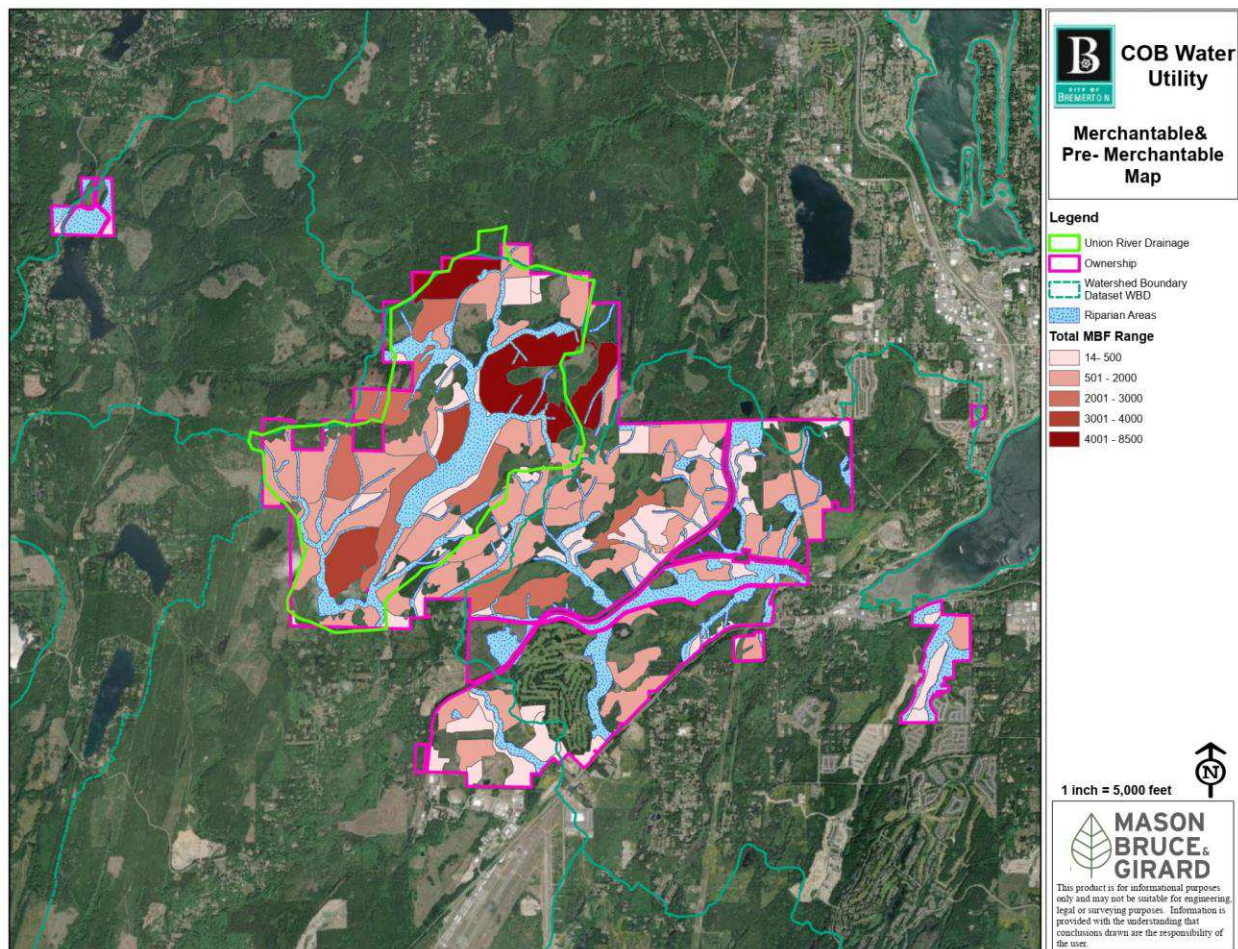 B
CITY OF
BREMERTON
COB Water
Utility
Merchantable&
Pre- Merchantable
Map
Legend
Union River Drainage
Ownership
Watershed Boundary
Dataset WBD
Riparian Areas
Total MBF Range
14- 500
501 - 2000
2001 - 3000
3001 - 4000
4001 - 8500
N
1 inch = 5,000 feet
MASON
BRUCE &
GIRARD
This product is for informational purposes
only and may not be suitable for engineering,
legal or surveying purposes. Information is
provided with the understanding that
conclusions drawn are the responsibility of
the user.